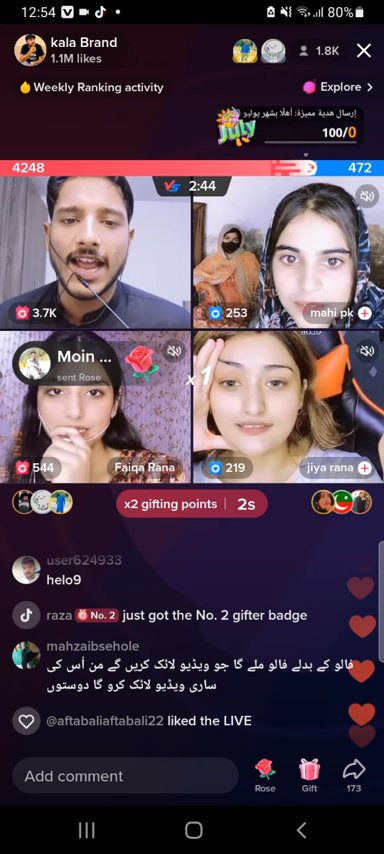 12:54
80%
kala Brand
1.1M likes
1.8K
Weekly Ranking activity
Explore >
إرسال هدية مميزة: أهلًا بشهر يوليو
July
100/0
4248
472
VS 2:44
3.7K
253
mahi pk
Moin ...
sent Rose
x1
544
Faiqa Rana
219
jiya rana
x2 gifting points | 2s
user624933
helo9
raza No. 2 just got the No. 2 gifter badge
mahzaibsehole
فالو کے بدلے فالو ملے گا جو ویڈیو لائک کریں گے من اُس کی
ساری ویڈیو لائک کرو گا دوستوں
@aftabaliaftabali22 liked the LIVE
Add comment
Rose
Gift
173